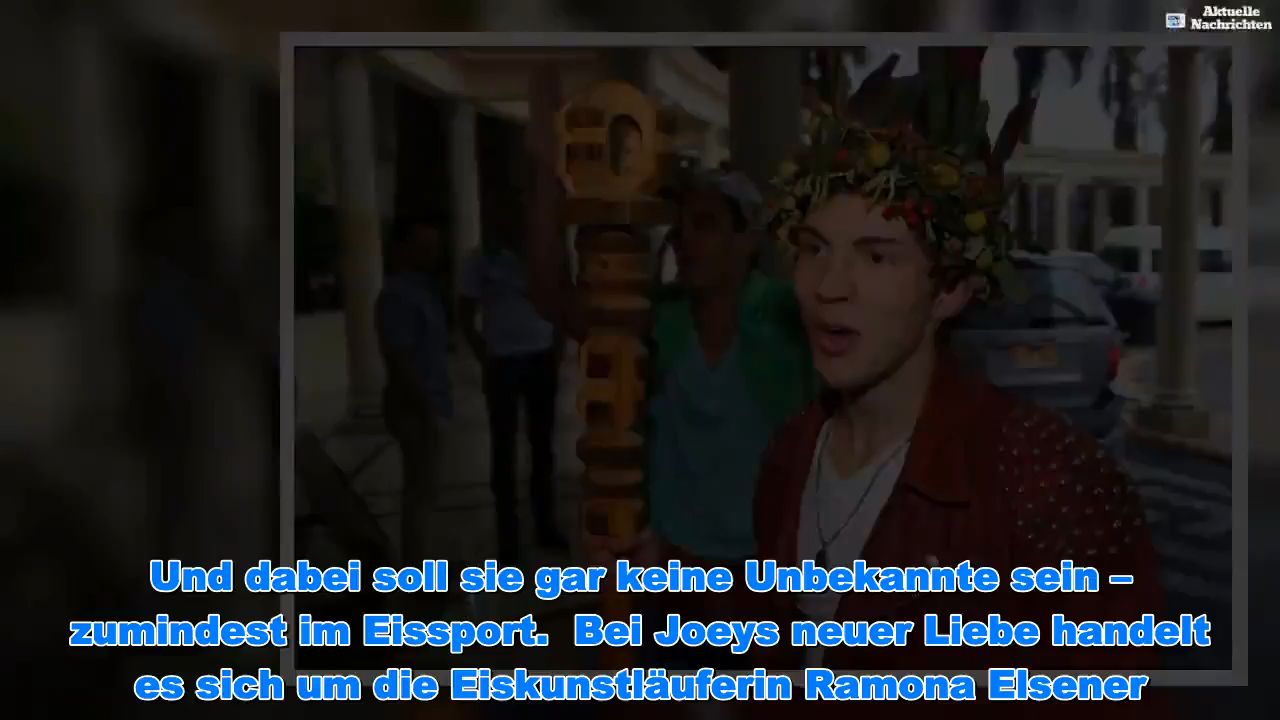 Aktuelle
Nachrichten
Und dabei soll sie gar keine Unbekannte sein –
zumindest im Eissport. Bei Joeys neuer Liebe handelt
es sich um die Eiskunstläuferin Ramona Elsener